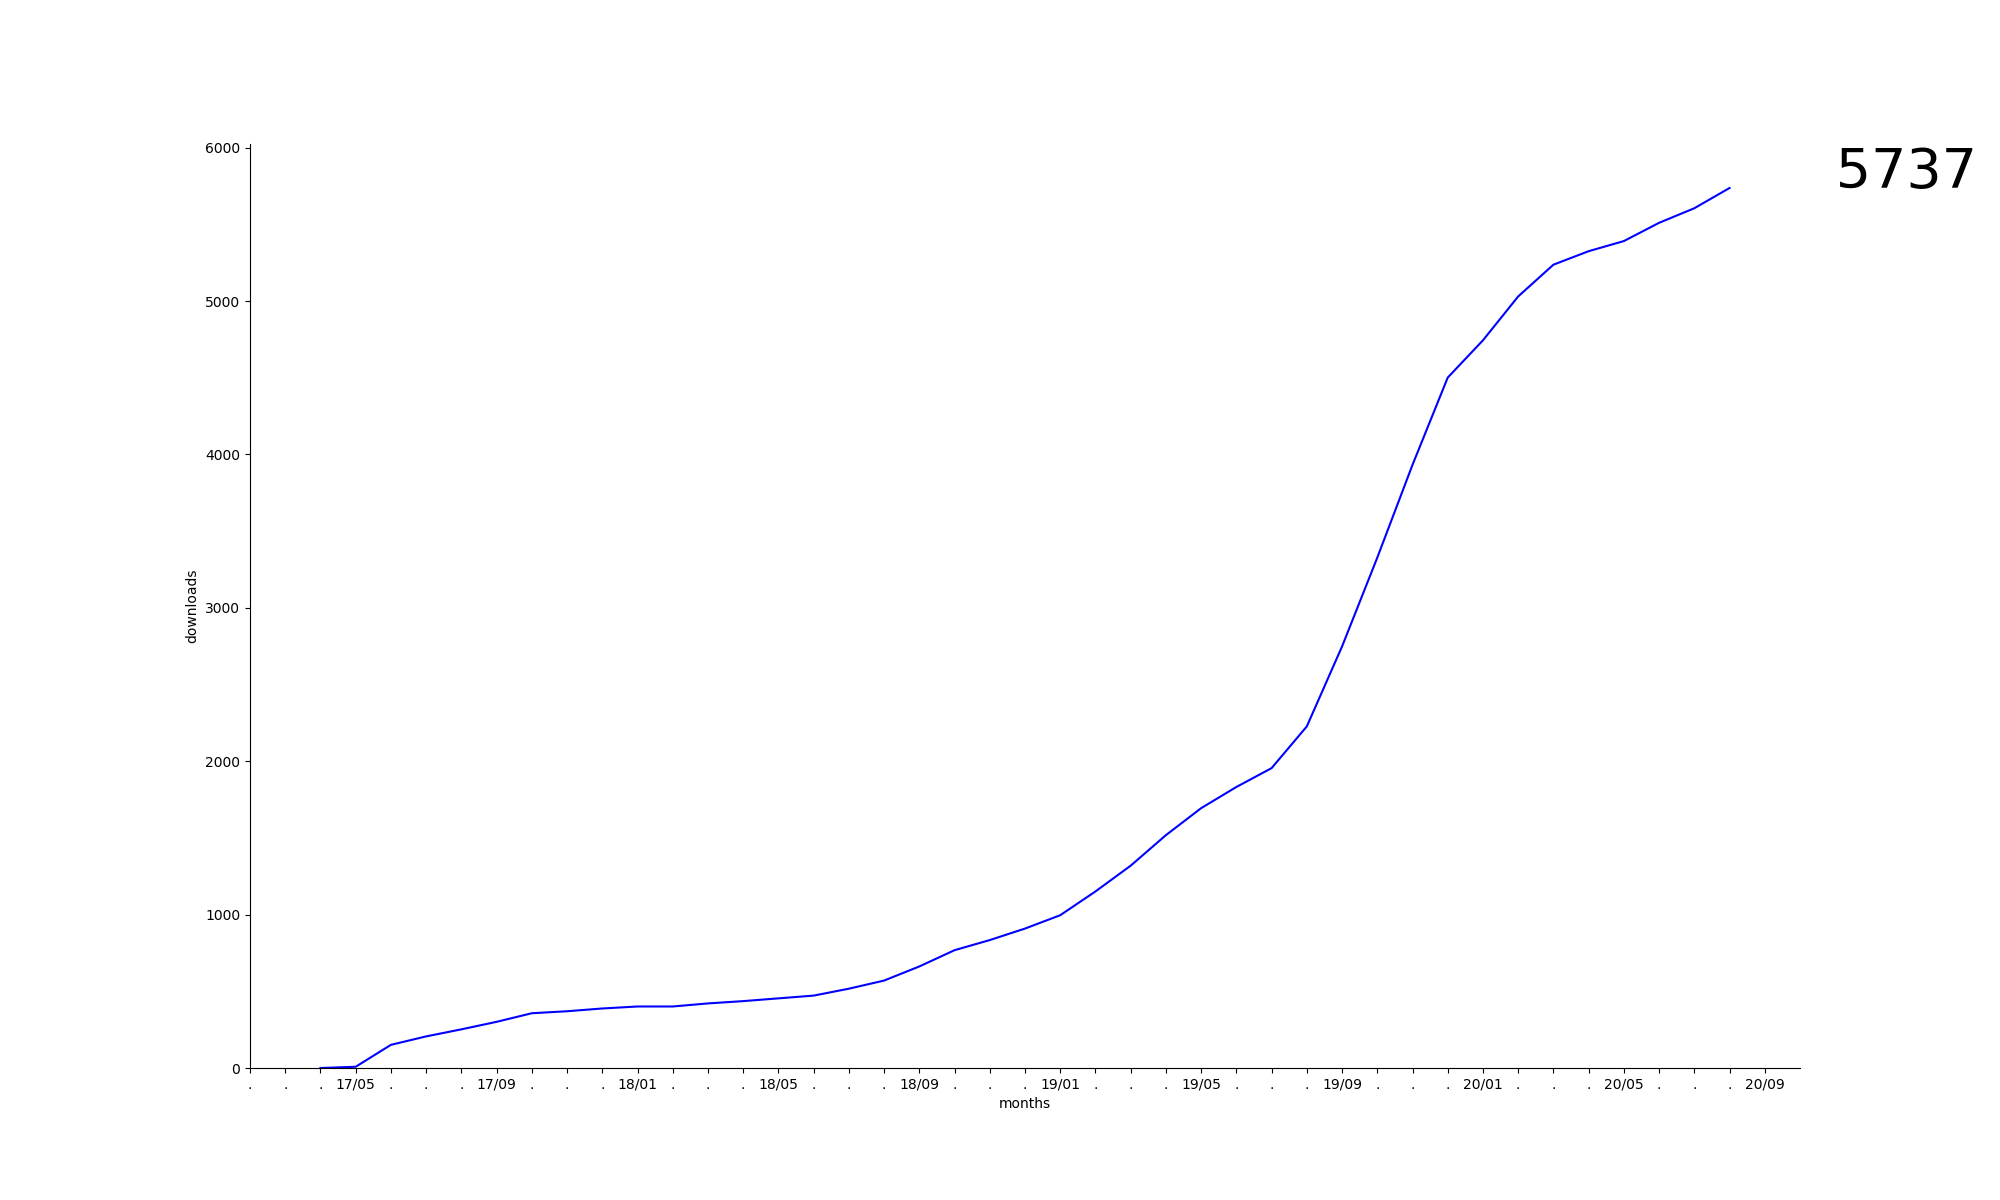 5737
6000
5000
4000
3000
2000
1000
0
downloads
. . . 17/05 . . . 17/09 . . . 18/01 . . . 18/05 . . . 18/09 . . . 19/01 . . . 19/05 . . . 19/09 . . . 20/01 . . . 20/05 . . . 20/09
months